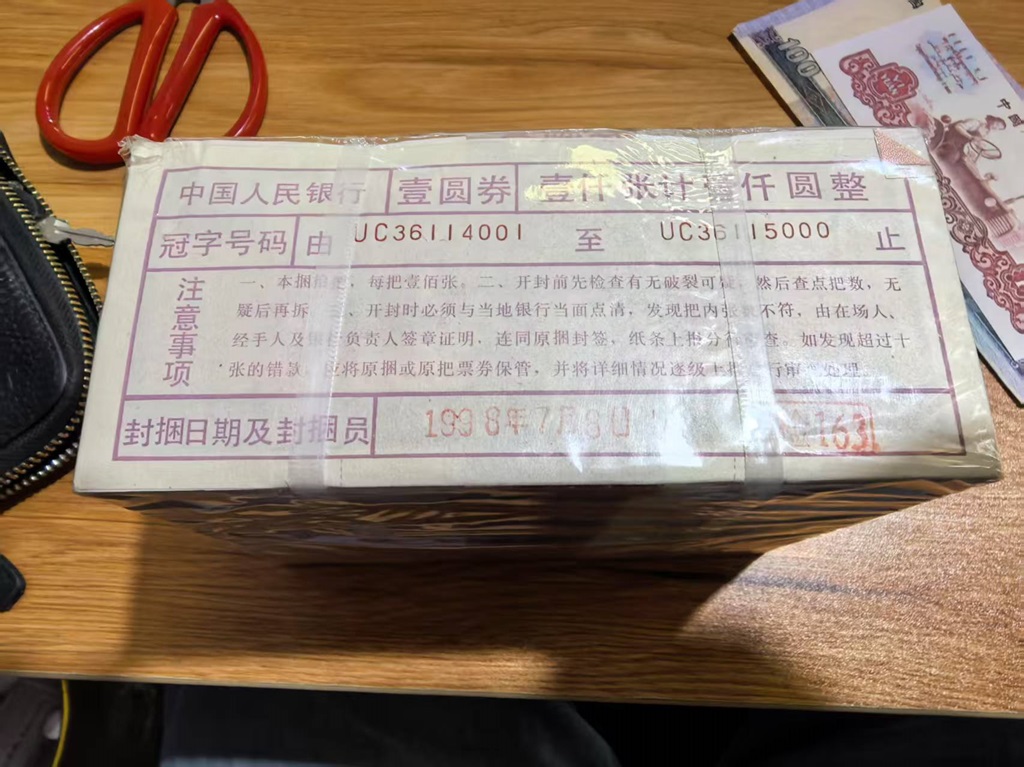 中国人民银行 壹圆券 壹仟张计壹仟圆整
冠字号码 由 UC36114001 至 UC36115000 止
注意事项
一、本捆 每把壹佰张。二、开封前先检查有无破裂可疑，然后查点把数，无
疑后再拆 三、开封时必须与当地银行当面点清，发现把内张 不符，由在场人、
经手人及 负责人签章证明，连同原捆封签，纸条上报 查。如发现超过十
张的错款，应将原捆或原把票券保管，并将详细情况逐级上报 处理。
封捆日期及封捆员 1998年7月9日 163
100
中国